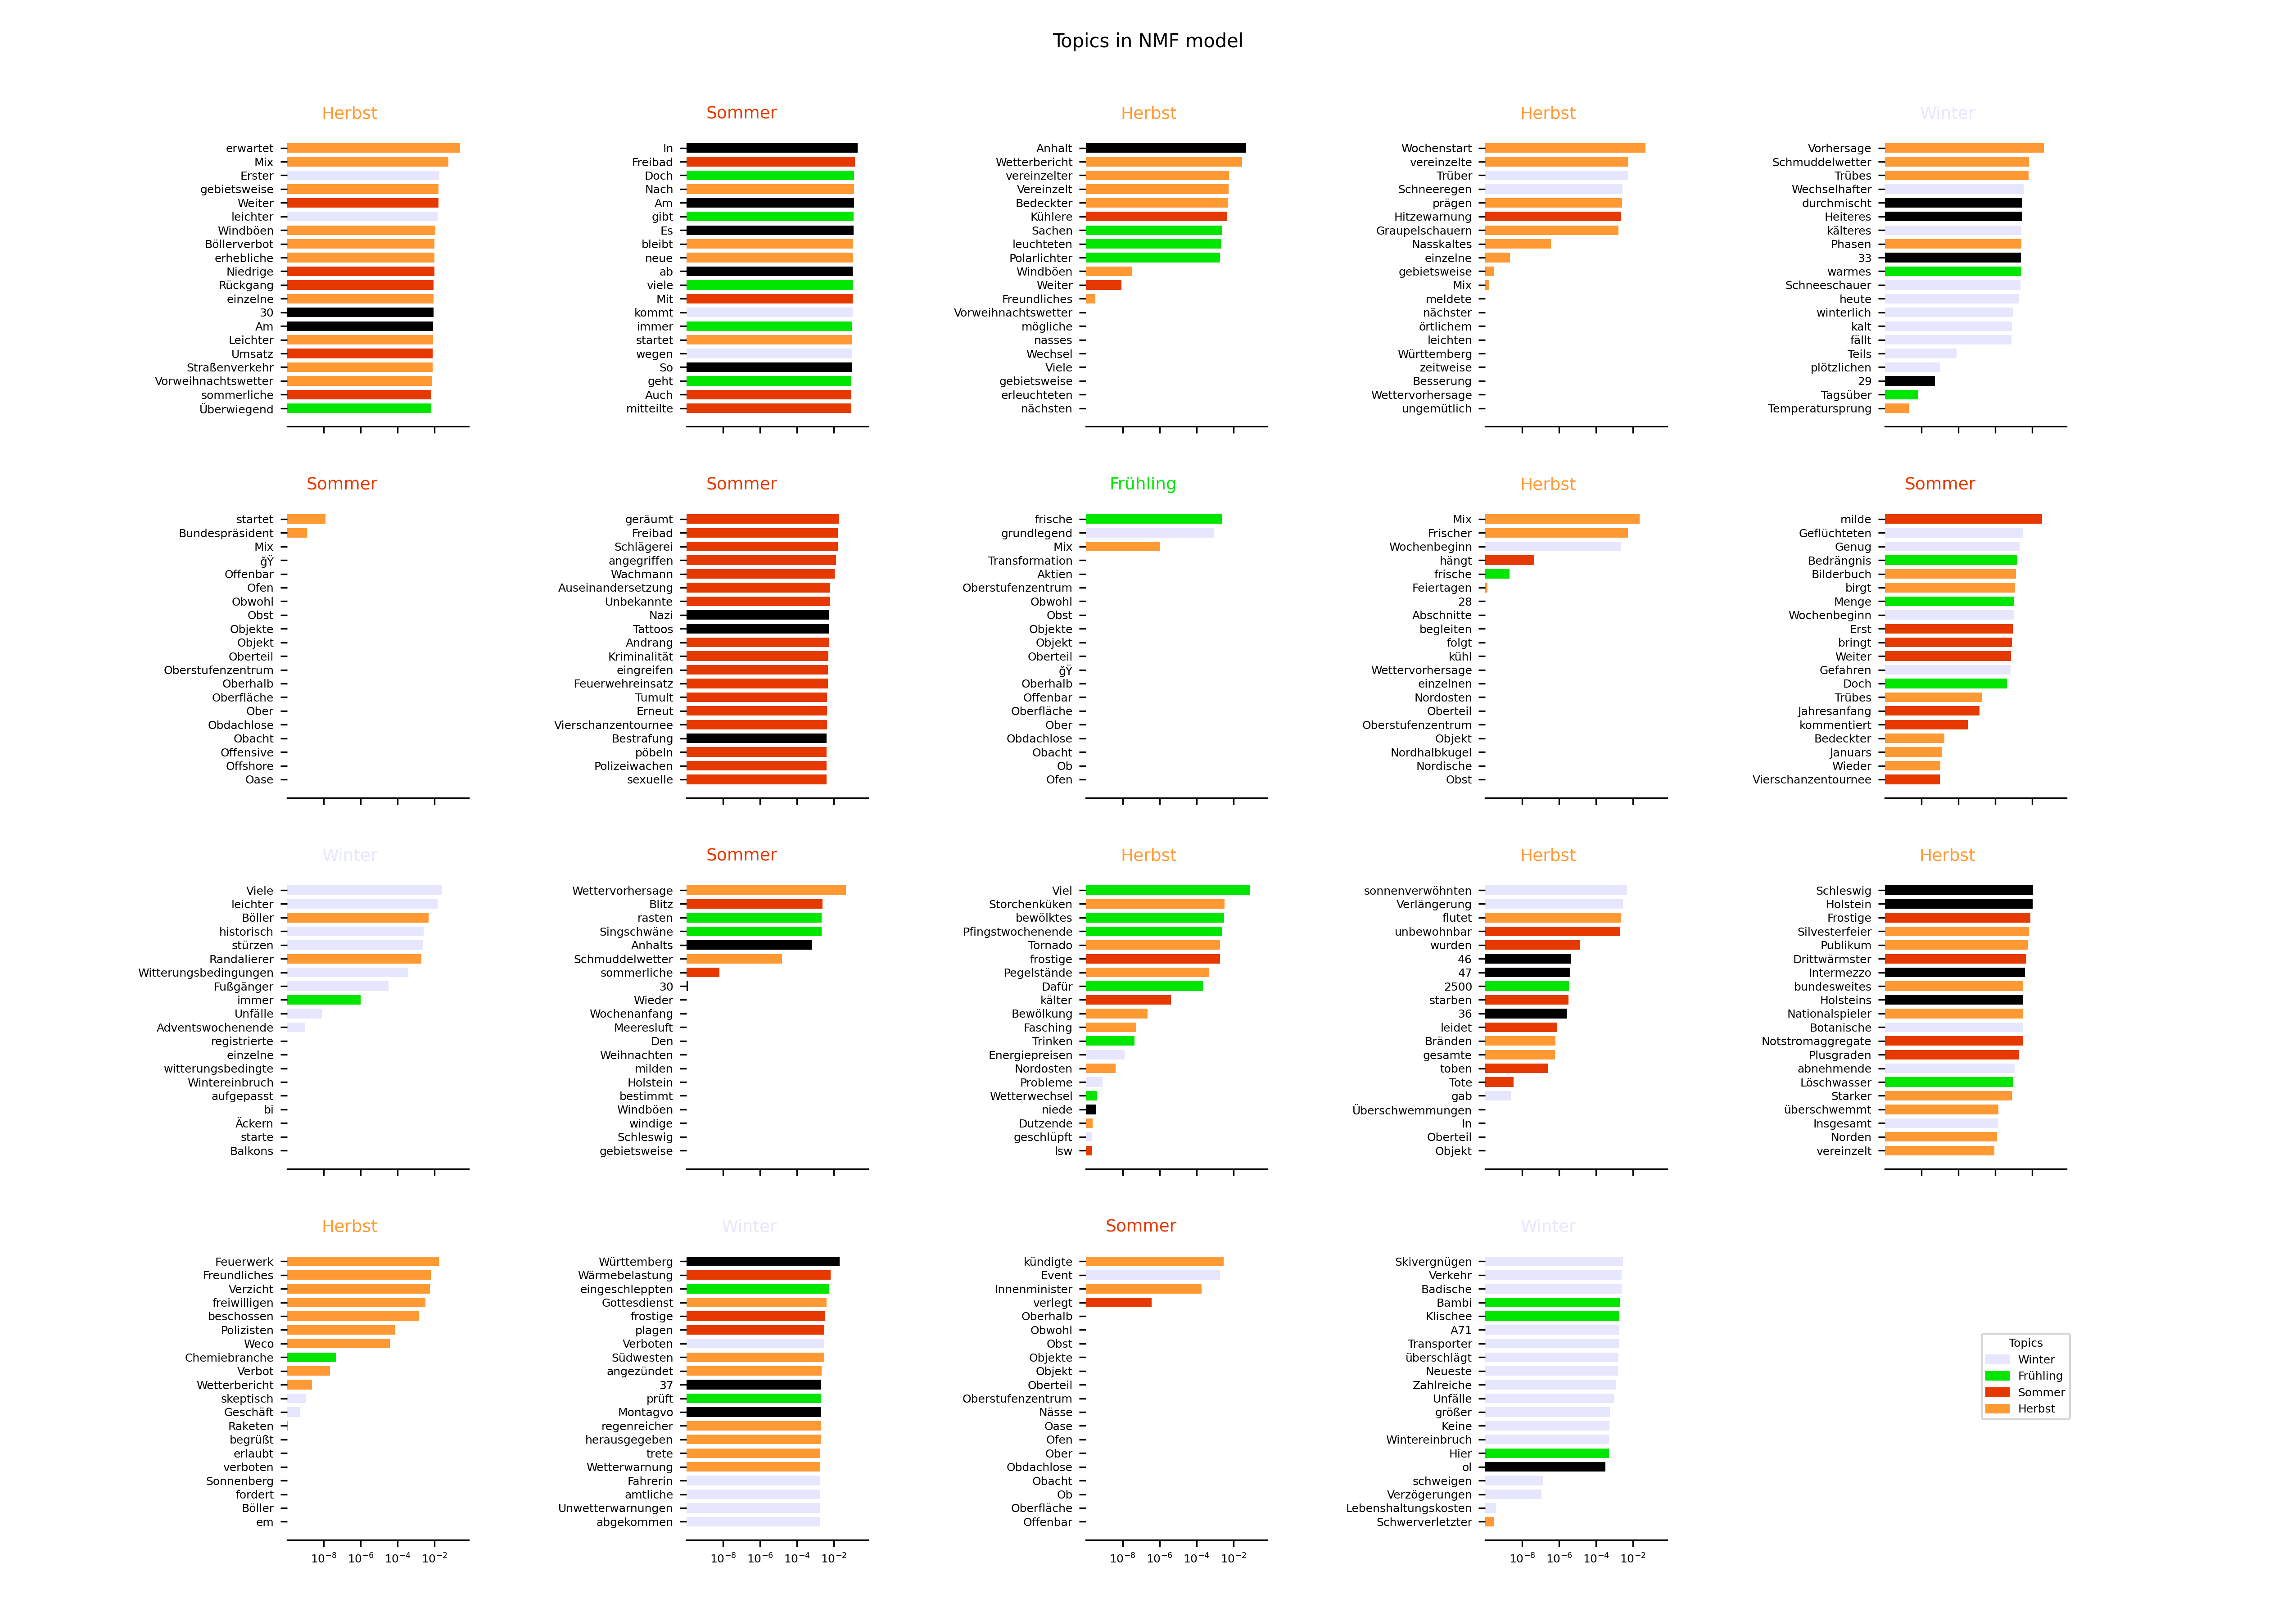 Topics in NMF model
Herbst
erwartet
Mix
Erster
gebietsweise
Weiter
leichter
Windböen
Böllerverbot
erhebliche
Niedrige
Rückgang
einzelne
30
Am
Leichter
Umsatz
Straßenverkehr
Vorweihnachtswetter
sommerliche
Überwiegend
Sommer
In
Freibad
Doch
Nach
Am
gibt
Es
bleibt
neue
ab
viele
Mit
kommt
immer
startet
wegen
So
geht
Auch
mitteilte
Herbst
Anhalt
Wetterbericht
vereinzelter
Vereinzelt
Bedeckter
Kühlere
Sachen
leuchteten
Polarlichter
Windböen
Weiter
Freundliches
Vorweihnachtswetter
mögliche
nasses
Wechsel
Viele
gebietsweise
erleuchteten
nächsten
Herbst
Wochenstart
vereinzelte
Trüber
Schneeregen
prägen
Hitzewarnung
Graupelschauern
Nasskaltes
einzelne
gebietsweise
Mix
meldete
nächster
örtlichem
leichten
Württemberg
zeitweise
Besserung
Wettervorhersage
ungemütlich
Winter
Vorhersage
Schmuddelwetter
Trübes
Wechselhafter
durchmischt
Heiteres
kälteres
Phasen
33
warmes
Schneeschauer
heute
winterlich
kalt
fällt
Teils
plötzlichen
29
Tagsüber
Temperatursprung
Sommer
startet
Bundespräsident
Mix
ğŸ
Offenbar
Ofen
Obwohl
Obst
Objekte
Objekt
Oberteil
Oberstufenzentrum
Oberhalb
Oberfläche
Ober
Obdachlose
Obacht
Offensive
Offshore
Oase
Sommer
geräumt
Freibad
Schlägerei
angegriffen
Wachmann
Auseinandersetzung
Unbekannte
Nazi
Tattoos
Andrang
Kriminalität
eingreifen
Feuerwehreinsatz
Tumult
Erneut
Vierschanzentournee
Bestrafung
pöbeln
Polizeiwachen
sexuelle
Frühling
frische
grundlegend
Mix
Transformation
Aktien
Oberstufenzentrum
Obwohl
Obst
Objekte
Objekt
Oberteil
ğŸ
Oberhalb
Offenbar
Oberfläche
Ober
Obdachlose
Obacht
Ob
Ofen
Herbst
Mix
Frischer
Wochenbeginn
hängt
frische
Feiertagen
28
Abschnitte
begleiten
folgt
kühl
Wettervorhersage
einzelnen
Nordosten
Oberteil
Oberstufenzentrum
Objekt
Nordhalbkugel
Nordische
Obst
Sommer
milde
Geflüchteten
Genug
Bedrängnis
Bilderbuch
birgt
Menge
Wochenbeginn
Erst
bringt
Weiter
Gefahren
Doch
Trübes
Jahresanfang
kommentiert
Bedeckter
Januars
Wieder
Vierschanzentournee
Winter
Viele
leichter
Böller
historisch
stürzen
Randalierer
Witterungsbedingungen
Fußgänger
immer
Unfälle
Adventswochenende
registrierte
einzelne
witterungsbedingte
Wintereinbruch
aufgepasst
bi
Äckern
starte
Balkons
Sommer
Wettervorhersage
Blitz
rasten
Singschwäne
Anhalts
Schmuddelwetter
sommerliche
30
Wieder
Wochenanfang
Meeresluft
Den
Weihnachten
milden
Holstein
bestimmt
Windböen
windige
Schleswig
gebietsweise
Herbst
Viel
Storchenküken
bewölktes
Pfingstwochenende
Tornado
frostige
Pegelstände
Dafür
kälter
Bewölkung
Fasching
Trinken
Energiepreisen
Nordosten
Probleme
Wetterwechsel
niede
Dutzende
geschlüpft
lsw
Herbst
sonnenverwöhnten
Verlängerung
flutet
unbewohnbar
wurden
46
47
2500
starben
36
leidet
Bränden
gesamte
toben
Tote
gab
Überschwemmungen
In
Oberteil
Objekt
Herbst
Schleswig
Holstein
Frostige
Silvesterfeier
Publikum
Drittwärmster
Intermezzo
bundesweites
Holsteins
Nationalspieler
Botanische
Notstromaggregate
Plusgraden
abnehmende
Löschwasser
Starker
überschwemmt
Insgesamt
Norden
vereinzelt
Herbst
Feuerwerk
Freundliches
Verzicht
freiwilligen
beschossen
Polizisten
Weco
Chemiebranche
Verbot
Wetterbericht
skeptisch
Geschäft
Raketen
begrüßt
erlaubt
verboten
Sonnenberg
fordert
Böller
em
10⁻⁸ 10⁻⁶ 10⁻⁴ 10⁻²
Winter
Württemberg
Wärmebelastung
eingeschleppten
Gottesdienst
frostige
plagen
Verboten
Südwesten
angezündet
37
prüft
Montagvo
regenreicher
herausgegeben
trete
Wetterwarnung
Fahrerin
amtliche
Unwetterwarnungen
abgekommen
10⁻⁸ 10⁻⁶ 10⁻⁴ 10⁻²
Sommer
kündigte
Event
Innenminister
verlegt
Oberhalb
Obwohl
Obst
Objekte
Objekt
Oberteil
Oberstufenzentrum
Nässe
Oase
Ofen
Ober
Obdachlose
Obacht
Ob
Oberfläche
Offenbar
10⁻⁸ 10⁻⁶ 10⁻⁴ 10⁻²
Winter
Skivergnügen
Verkehr
Badische
Bambi
Klischee
A71
Transporter
überschlägt
Neueste
Zahlreiche
Unfälle
größer
Keine
Wintereinbruch
Hier
ol
schweigen
Verzögerungen
Lebenshaltungskosten
Schwerverletzter
10⁻⁸ 10⁻⁶ 10⁻⁴ 10⁻²
Topics
Winter
Frühling
Sommer
Herbst